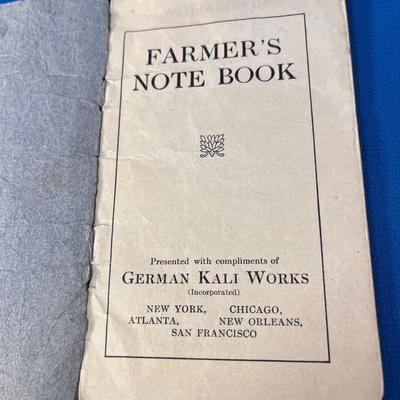 FARMER'S
NOTE BOOK
Presented with compliments of
GERMAN KALI WORKS
(Incorporated)
NEW YORK, CHICAGO,
ATLANTA, NEW ORLEANS,
SAN FRANCISCO